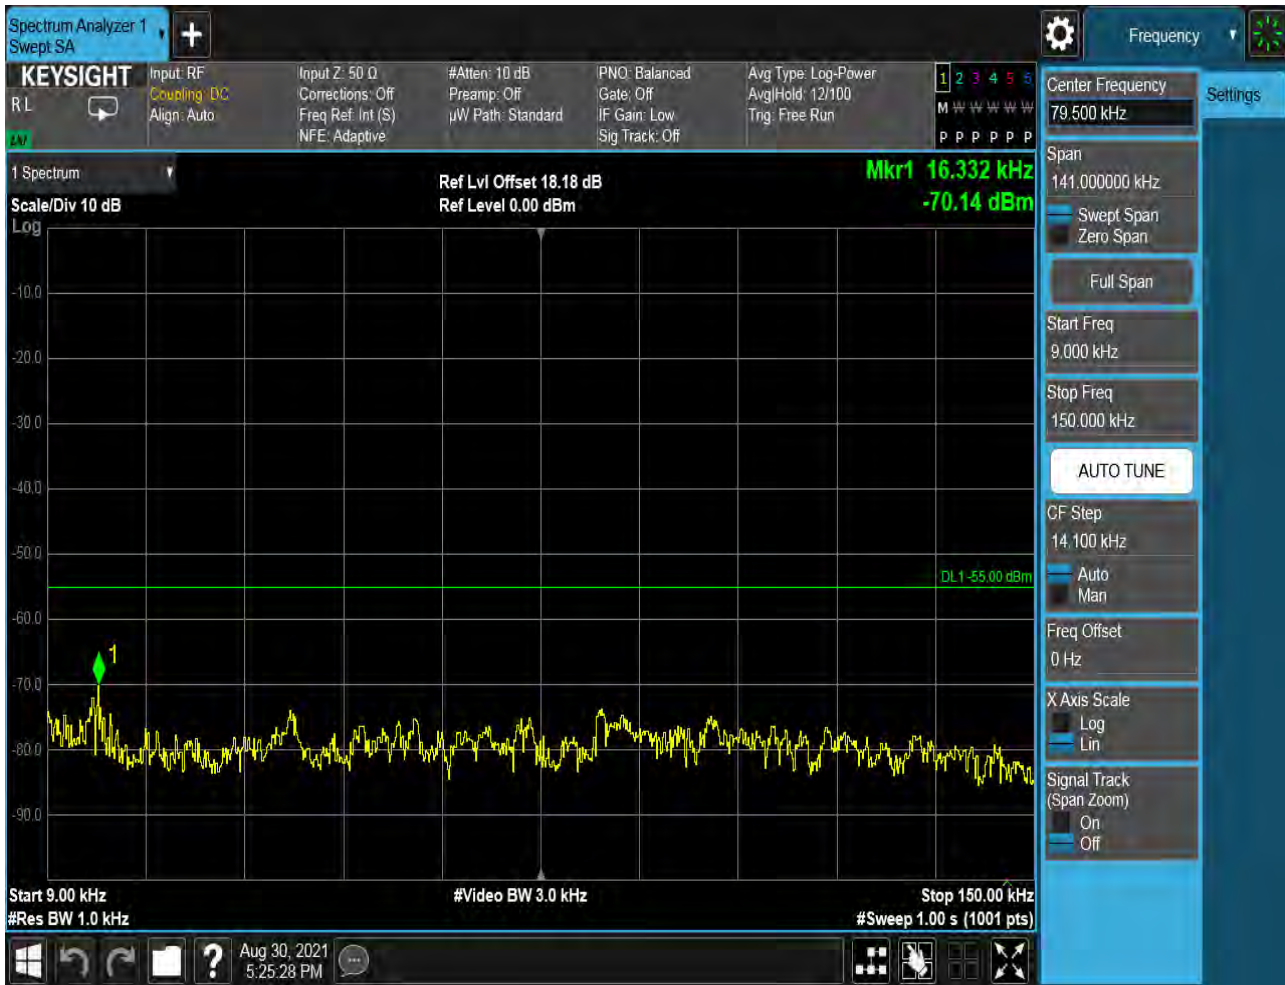 Spectrum Analyzer 1
Swept SA
+
Frequency
KEYSIGHT
R L
LXI
Input: RF
Coupling: DC
Align: Auto
Input Z: 50 Ω
Corrections: Off
Freq Ref: Int (S)
NFE: Adaptive
#Atten: 10 dB
Preamp: Off
µW Path: Standard
PNO: Balanced
Gate: Off
IF Gain: Low
Sig Track: Off
Avg Type: Log-Power
Avg|Hold: 12/100
Trig: Free Run
1 2 3 4 5 6
M W W W W W
P P P P P P
1 Spectrum
Scale/Div 10 dB
Log
Ref Lvl Offset 18.18 dB
Ref Level 0.00 dBm
Mkr1 16.332 kHz
-70.14 dBm
-10.0
-20.0
-30.0
-40.0
-50.0
DL1 -55.00 dBm
-60.0
1
-70.0
-80.0
-90.0
Start 9.00 kHz
#Res BW 1.0 kHz
#Video BW 3.0 kHz
Stop 150.00 kHz
#Sweep 1.00 s (1001 pts)
?
Aug 30, 2021
5:25:28 PM
Center Frequency
79.500 kHz
Settings
Span
141.000000 kHz
Swept Span
Zero Span
Full Span
Start Freq
9.000 kHz
Stop Freq
150.000 kHz
AUTO TUNE
CF Step
14.100 kHz
Auto
Man
Freq Offset
0 Hz
X Axis Scale
Log
Lin
Signal Track
(Span Zoom)
On
Off